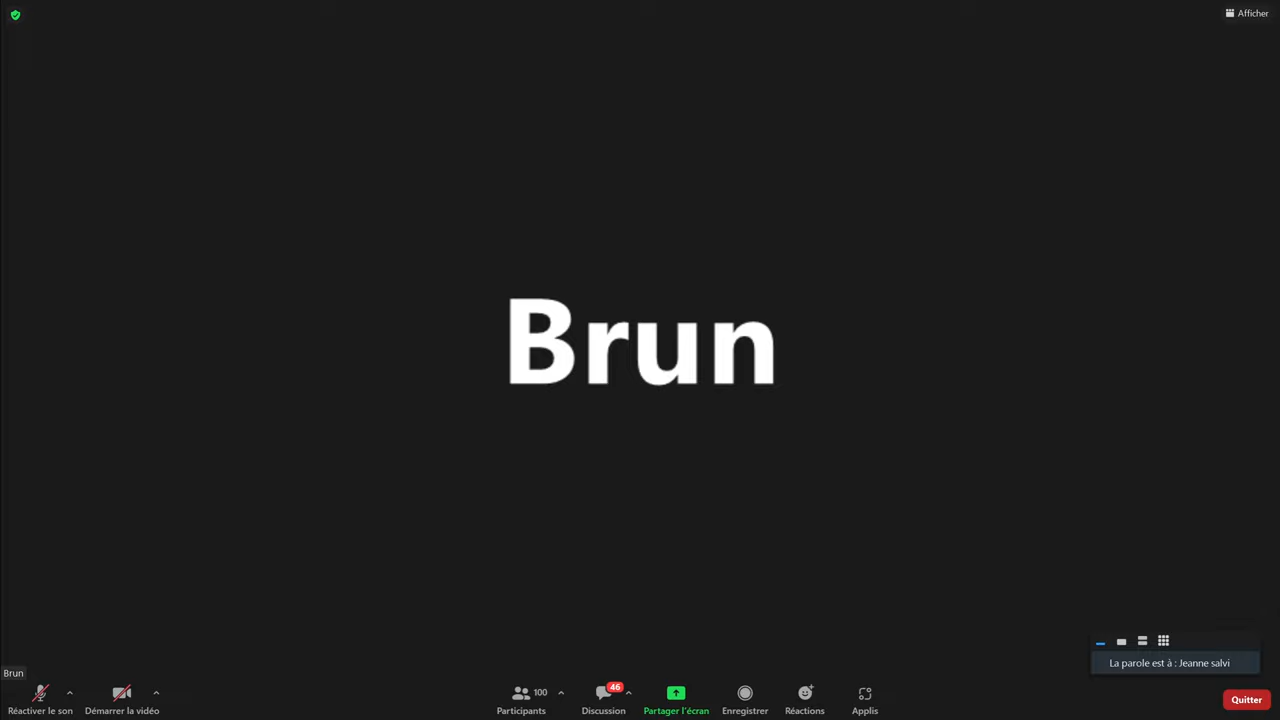 Afficher
Brun
La parole est à : Jeanne salvi
Brun
100
46
Réactiver le son
Démarrer la vidéo
Participants
Discussion
Partager l'écran
Enregistrer
Réactions
Applis
Quitter